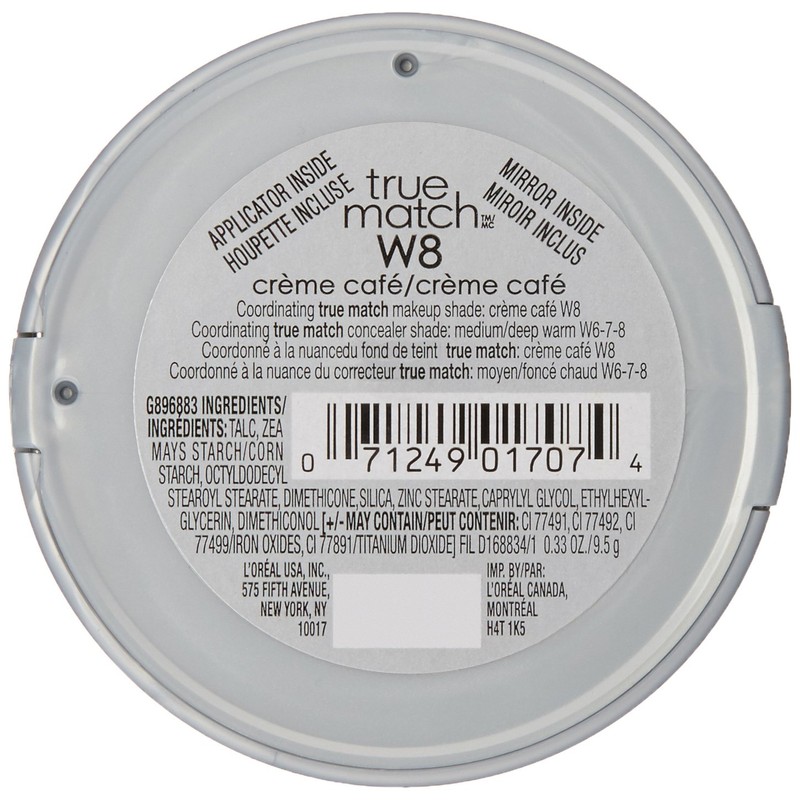 APPLICATOR INSIDE
HOUPETTE INCLUSE
true
match TM/MC
MIRROR INSIDE
MIROIR INCLUS
W8
crème café/crème café
Coordinating true match makeup shade: crème café W8
Coordinating true match concealer shade: medium/deep warm W6-7-8
Coordonné à la nuancedu fond de teint true match: crème café W8
Coordonné à la nuance du correcteur true match: moyen/foncé chaud W6-7-8
G896883 INGREDIENTS/
INGRÉDIENTS: TALC, ZEA
MAYS STARCH/CORN
STARCH, OCTYLDODECYL
STEAROYL STEARATE, DIMETHICONE, SILICA, ZINC STEARATE, CAPRYLYL GLYCOL, ETHYLHEXYL-
GLYCERIN, DIMETHICONOL [+/- MAY CONTAIN/PEUT CONTENIR: CI 77491, CI 77492, CI
77499/IRON OXIDES, CI 77891/TITANIUM DIOXIDE] FIL D168834/1 0.33 OZ./9.5 g
0 71249 01707 4
L'ORÉAL USA, INC.,
575 FIFTH AVENUE,
NEW YORK, NY
10017
IMP. BY/PAR:
L'ORÉAL CANADA,
MONTRÉAL
H4T 1K5